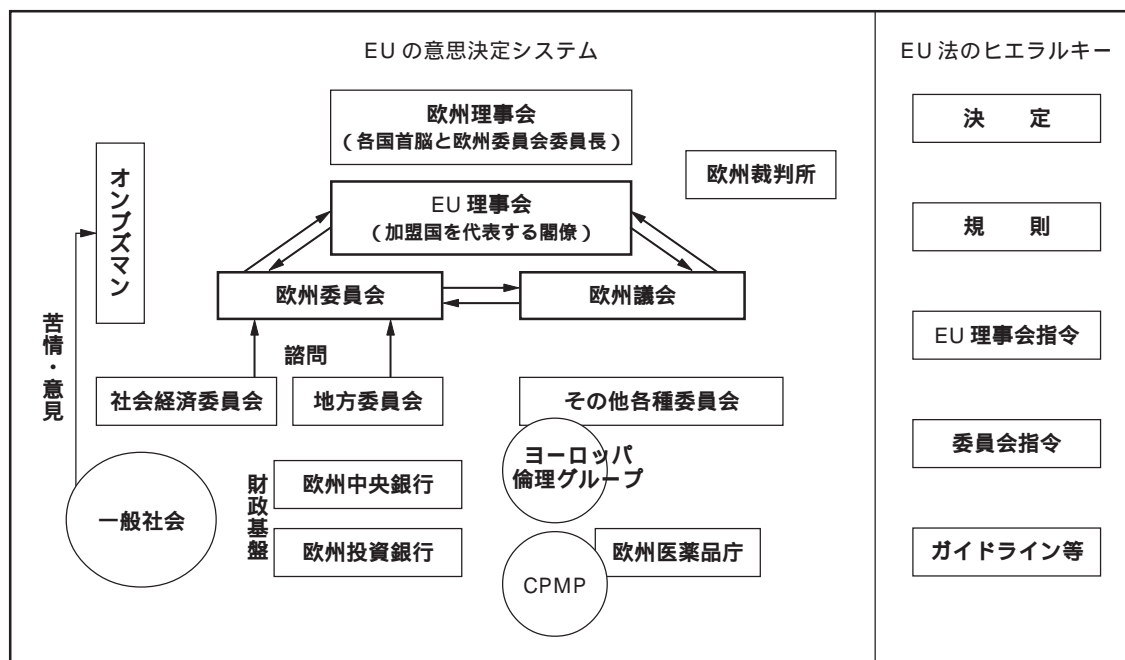 EUの意思決定システム
欧州理事会
(各国首脳と欧州委員会委員長)
欧州裁判所
オンブズマン
EU理事会
(加盟国を代表する閣僚)
欧州委員会
欧州議会
苦情・意見
諮問
社会経済委員会
地方委員会
その他各種委員会
ヨーロッパ
倫理グループ
一般社会
財政基盤
欧州中央銀行
欧州投資銀行
欧州医薬品庁
CPMP
EU法のヒエラルキー
決 定
規 則
EU理事会指令
委員会指令
ガイドライン等